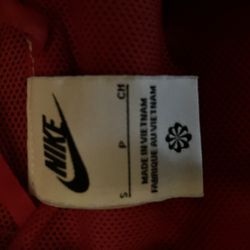 NIKE
S P CH
MADE IN VIETNAM
FABRIQUE AU VIETNAM